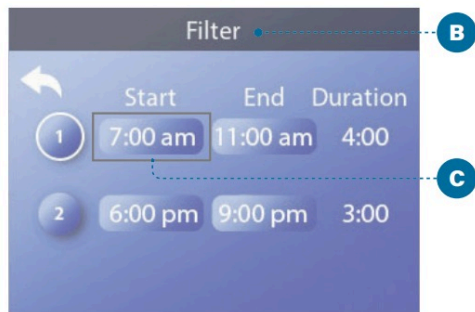 Filter
B
Start End Duration
1 7:00 am 11:00 am 4:00
C
2 6:00 pm 9:00 pm 3:00